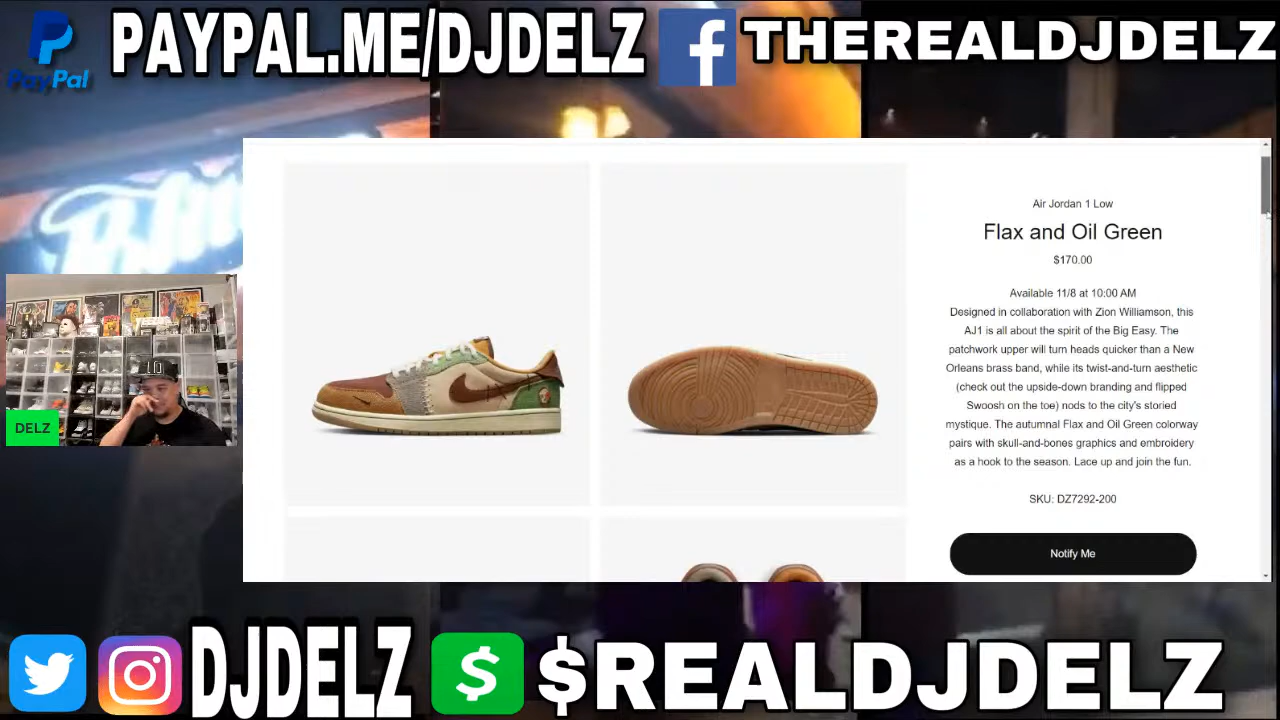 PayPal
PAYPAL.ME/DJDELZ
THEREALDJDELZ
Air Jordan 1 Low
Flax and Oil Green
$170.00
Available 11/8 at 10:00 AM
Designed in collaboration with Zion Williamson, this
AJ1 is all about the spirit of the Big Easy. The
patchwork upper will turn heads quicker than a New
Orleans brass band, while its twist-and-turn aesthetic
(check out the upside-down branding and flipped
Swoosh on the toe) nods to the city's storied
mystique. The autumnal Flax and Oil Green colorway
pairs with skull-and-bones graphics and embroidery
as a hook to the season. Lace up and join the fun.
SKU: DZ7292-200
Notify Me
DELZ
DJDELZ
$REALDJDELZ